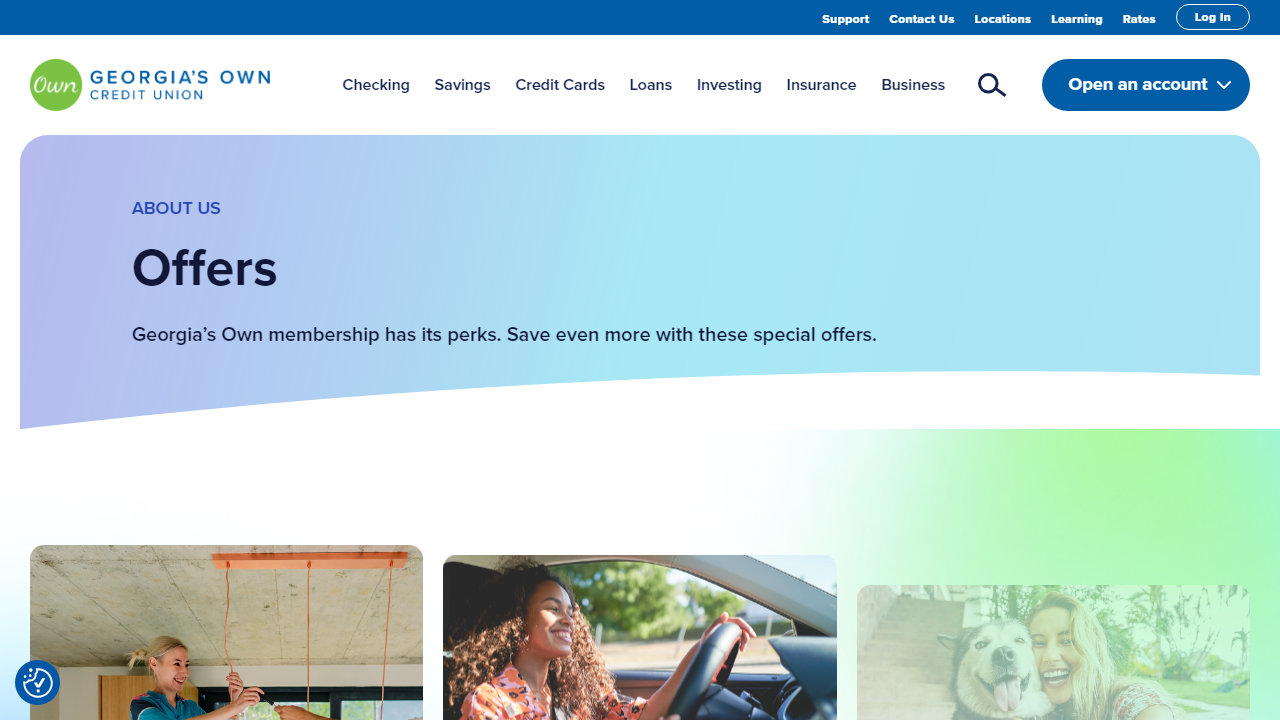 Support Contact Us Locations Learning Rates Log In
Own GEORGIA'S OWN
CREDIT UNION
Checking Savings Credit Cards Loans Investing Insurance Business Open an account
ABOUT US
Offers
Georgia’s Own membership has its perks. Save even more with these special offers.